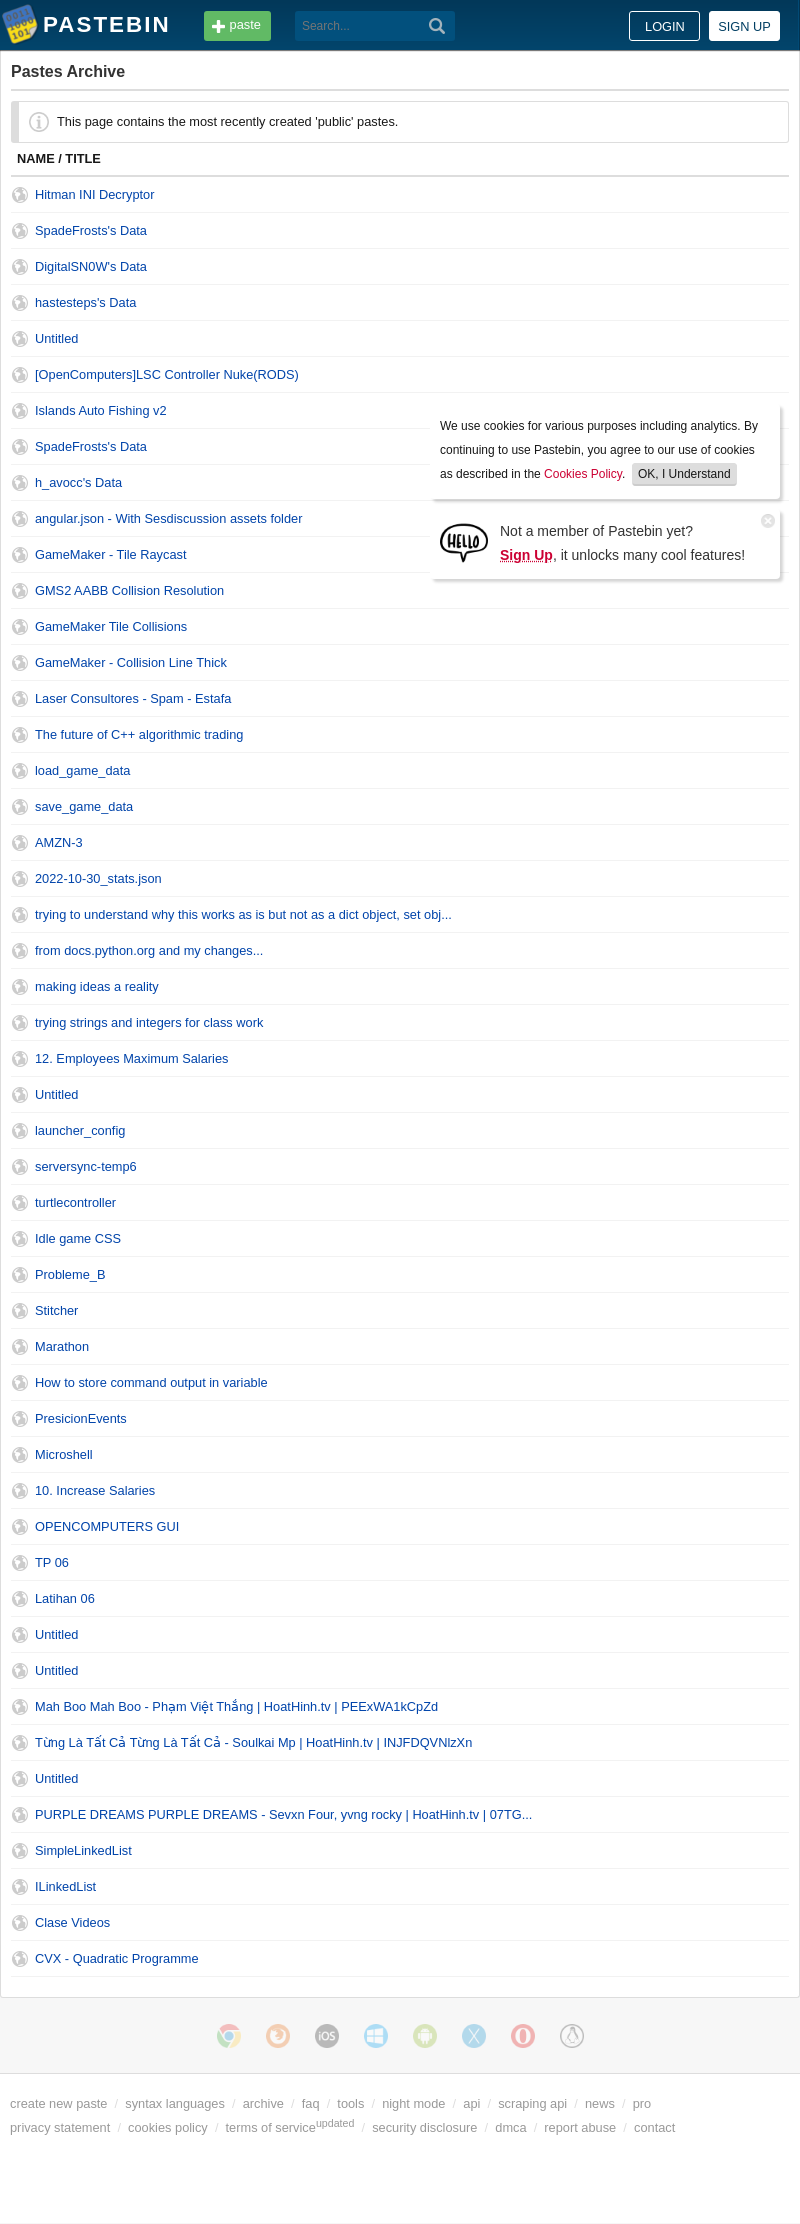 PASTEBIN paste Search... LOGIN SIGN UP
Pastes Archive
This page contains the most recently created 'public' pastes.
NAME / TITLE
Hitman INI Decryptor
SpadeFrosts's Data
DigitalSN0W's Data
hastesteps's Data
Untitled
[OpenComputers]LSC Controller Nuke(RODS)
Islands Auto Fishing v2
SpadeFrosts's Data
h_avocc's Data
angular.json - With Sesdiscussion assets folder
GameMaker - Tile Raycast
We use cookies for various purposes including analytics. By
continuing to use Pastebin, you agree to our use of cookies
as described in the Cookies Policy. OK, I Understand
HELLO
Not a member of Pastebin yet?
Sign Up, it unlocks many cool features!
GMS2 AABB Collision Resolution
GameMaker Tile Collisions
GameMaker - Collision Line Thick
Laser Consultores - Spam - Estafa
The future of C++ algorithmic trading
load_game_data
save_game_data
AMZN-3
2022-10-30_stats.json
trying to understand why this works as is but not as a dict object, set obj...
from docs.python.org and my changes...
making ideas a reality
trying strings and integers for class work
12. Employees Maximum Salaries
Untitled
launcher_config
serversync-temp6
turtlecontroller
Idle game CSS
Probleme_B
Stitcher
Marathon
How to store command output in variable
PresicionEvents
Microshell
10. Increase Salaries
OPENCOMPUTERS GUI
TP 06
Latihan 06
Untitled
Untitled
Mah Boo Mah Boo - Phạm Việt Thắng | HoatHinh.tv | PEExWA1kCpZd
Từng Là Tất Cả Từng Là Tất Cả - Soulkai Mp | HoatHinh.tv | INJFDQVNlzXn
Untitled
PURPLE DREAMS PURPLE DREAMS - Sevxn Four, yvng rocky | HoatHinh.tv | 07TG...
SimpleLinkedList
ILinkedList
Clase Videos
CVX - Quadratic Programme
iOS
create new paste / syntax languages / archive / faq / tools / night mode / api / scraping api / news / pro
privacy statement / cookies policy / terms of service updated / security disclosure / dmca / report abuse / contact